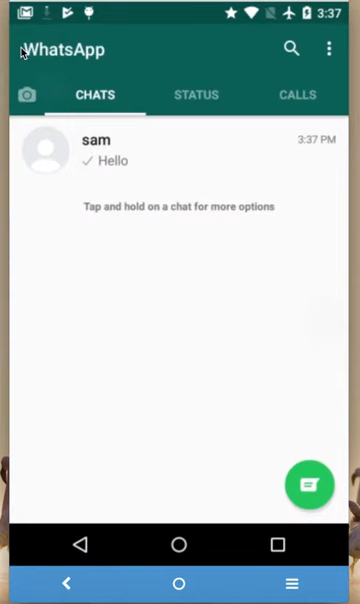 3:37
WhatsApp
CHATS STATUS CALLS
sam 3:37 PM
Hello
Tap and hold on a chat for more options